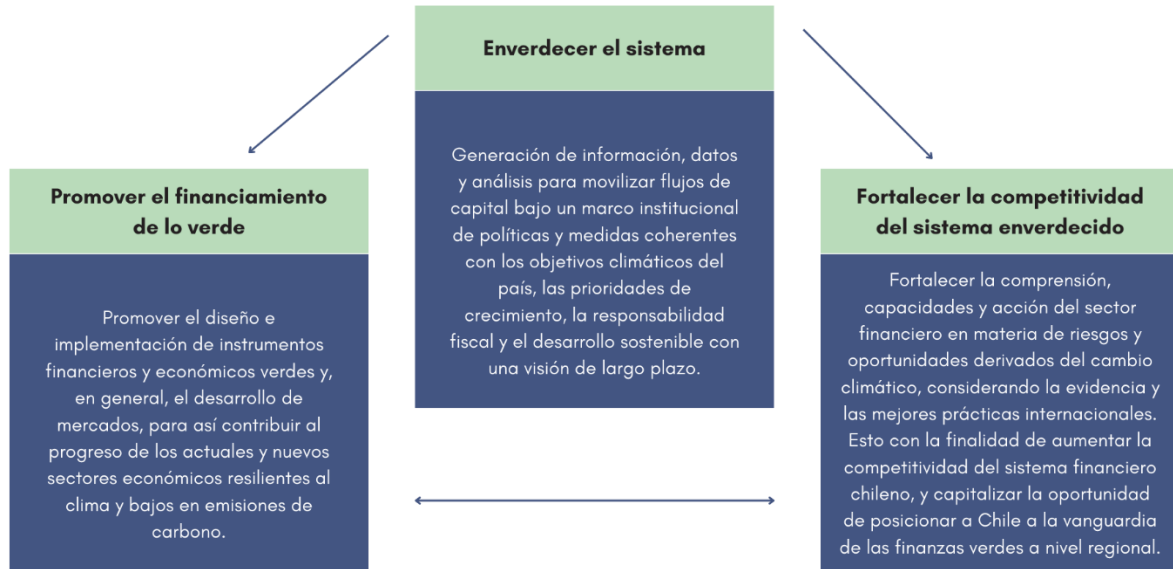 Enverdecer el sistema
Generación de información, datos
y análisis para movilizar flujos de
capital bajo un marco institucional
de políticas y medidas coherentes
con los objetivos climáticos del
país, las prioridades de
crecimiento, la responsabilidad
fiscal y el desarrollo sostenible con
una visión de largo plazo.
Promover el financiamiento
de lo verde
Promover el diseño e
implementación de instrumentos
financieros y económicos verdes y,
en general, el desarrollo de
mercados, para así contribuir al
progreso de los actuales y nuevos
sectores económicos resilientes al
clima y bajos en emisiones de
carbono.
Fortalecer la competitividad
del sistema enverdecido
Fortalecer la comprensión,
capacidades y acción del sector
financiero en materia de riesgos y
oportunidades derivados del cambio
climático, considerando la evidencia y
las mejores prácticas internacionales.
Esto con la finalidad de aumentar la
competitividad del sistema financiero
chileno, y capitalizar la oportunidad
de posicionar a Chile a la vanguardia
de las finanzas verdes a nivel regional.